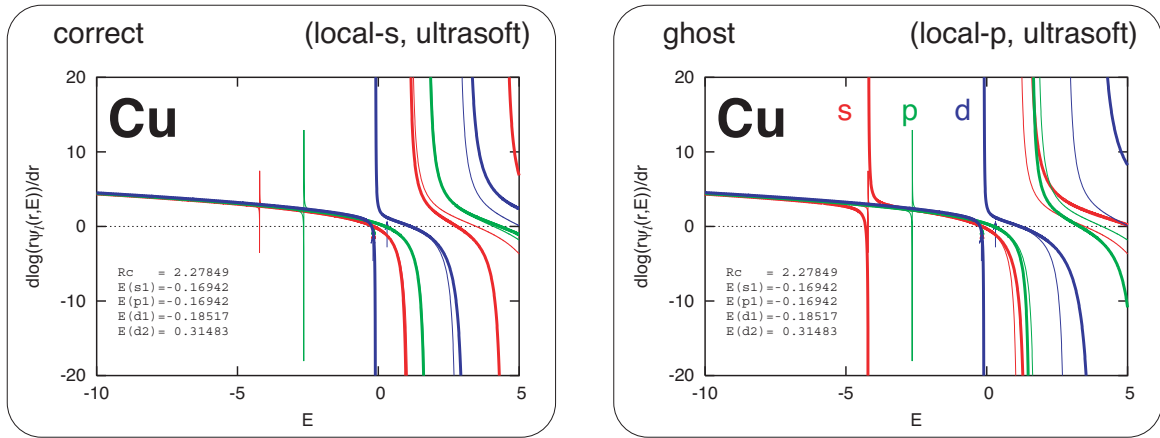 correct (local-s, ultrasoft)
20
Cu
10
0
-10
-20
dlog(rψl(r,E))/dr
Rc = 2.27849
E(s1)=-0.16942
E(p1)=-0.16942
E(d1)=-0.18517
E(d2)= 0.31483
-10 -5 0 5
E
ghost (local-p, ultrasoft)
20
Cu s p d
10
0
-10
-20
dlog(rψl(r,E))/dr
Rc = 2.27849
E(s1)=-0.16942
E(p1)=-0.16942
E(d1)=-0.18517
E(d2)= 0.31483
-10 -5 0 5
E